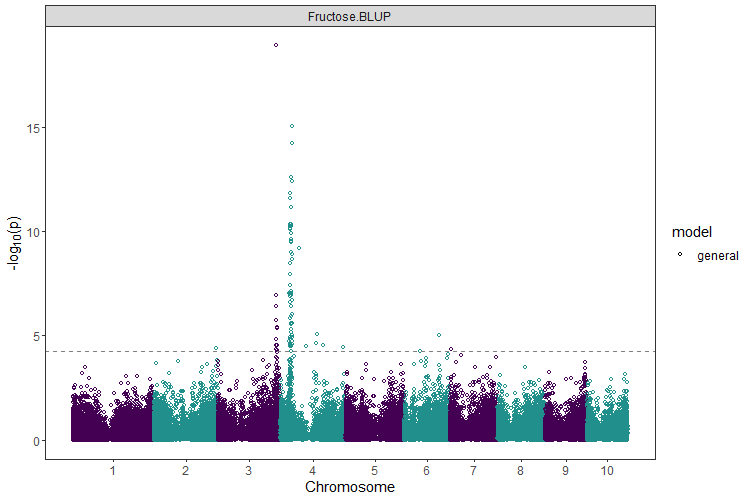 Fructose.BLUP
15
10
5
0
-log10(p)
1 2 3 4 5 6 7 8 9 10
Chromosome
model
general